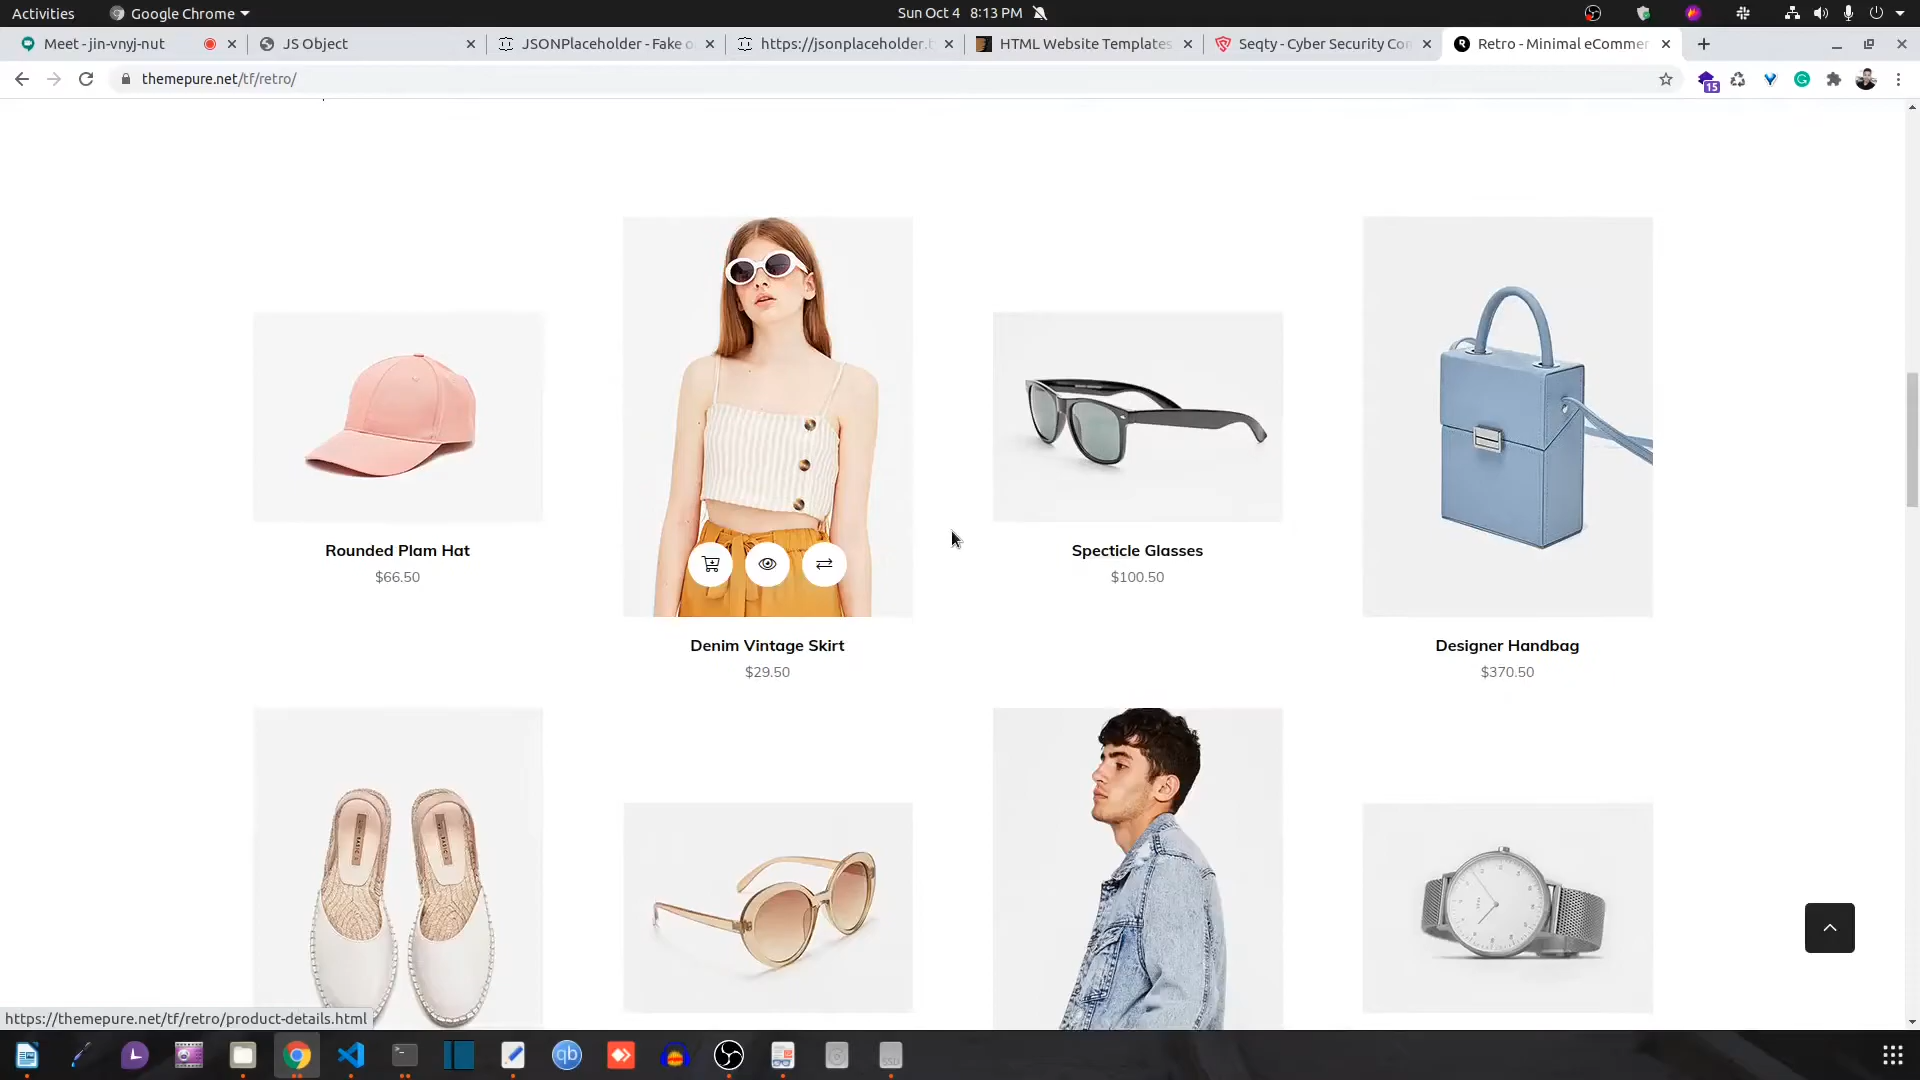 Activities
Google Chrome
Sun Oct 4 8:13 PM
Meet - jin-vnyj-nut
JS Object
JSONPlaceholder - Fake o
https://jsonplaceholder.t
HTML Website Templates
Seqty - Cyber Security Con
Retro - Minimal eCommer
themepure.net/tf/retro/
15
Rounded Plam Hat
$66.50
Denim Vintage Skirt
$29.50
Specticle Glasses
$100.50
Designer Handbag
$370.50
https://themepure.net/tf/retro/product-details.html
qb